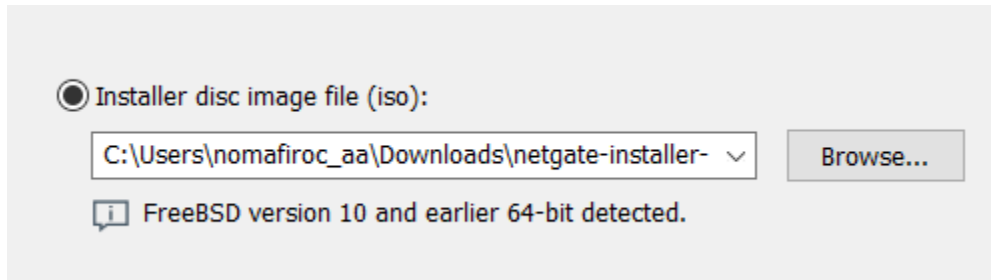 Installer disc image file (iso):
C:\Users\nomafiroc_aa\Downloads\netgate-installer-
Browse...
FreeBSD version 10 and earlier 64-bit detected.